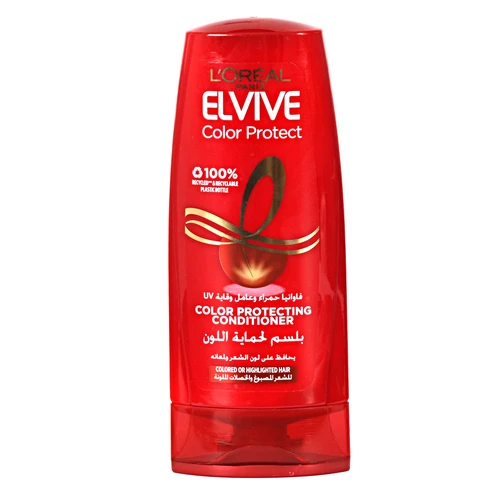 L'ORÉAL
PARIS
ELVIVE
Color Protect
100%
RECYCLED** & RECYCLABLE
PLASTIC BOTTLE
فاوانيا حمراء وعامل وقاية UV
COLOR PROTECTING
CONDITIONER
بلسم لحماية اللون
يحافظ على لون الشعر ولمعانه
COLORED OR HIGHLIGHTED HAIR
للشعر المصبوغ والخصلات الملونة